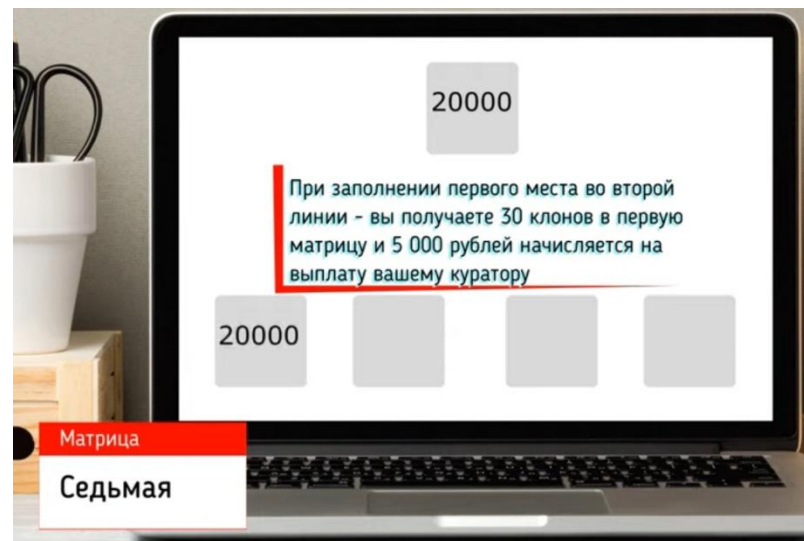 20000
При заполнении первого места во второй
линии - вы получаете 30 клонов в первую
матрицу и 5 000 рублей начисляется на
выплату вашему куратору
20000
Матрица
Седьмая